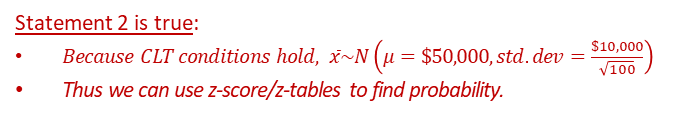 Statement 2 is true:
• Because CLT conditions hold, x̄~N(μ = $50,000, std. dev = $10,000/√100)
• Thus we can use z-score/z-tables to find probability.